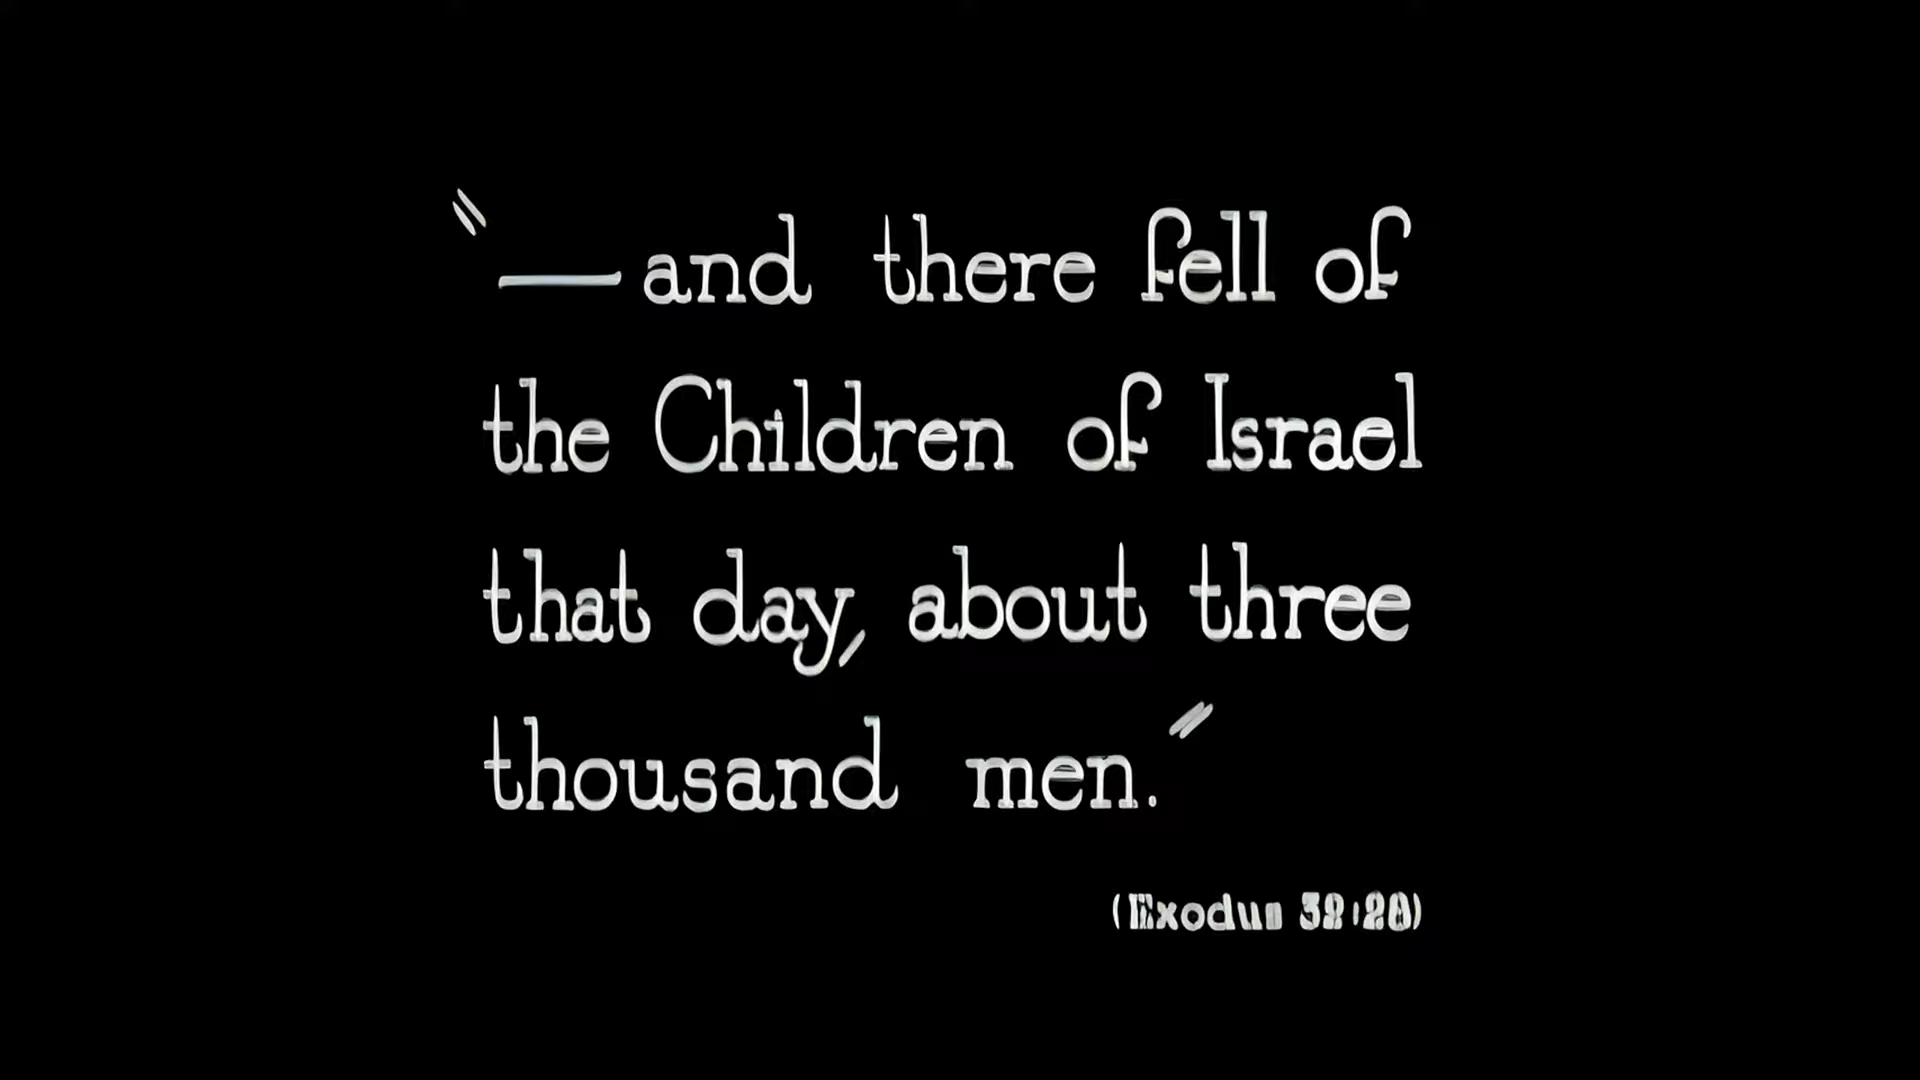 "—and there fell of
the Children of Israel
that day, about three
thousand men."
(Exodus 32:28)